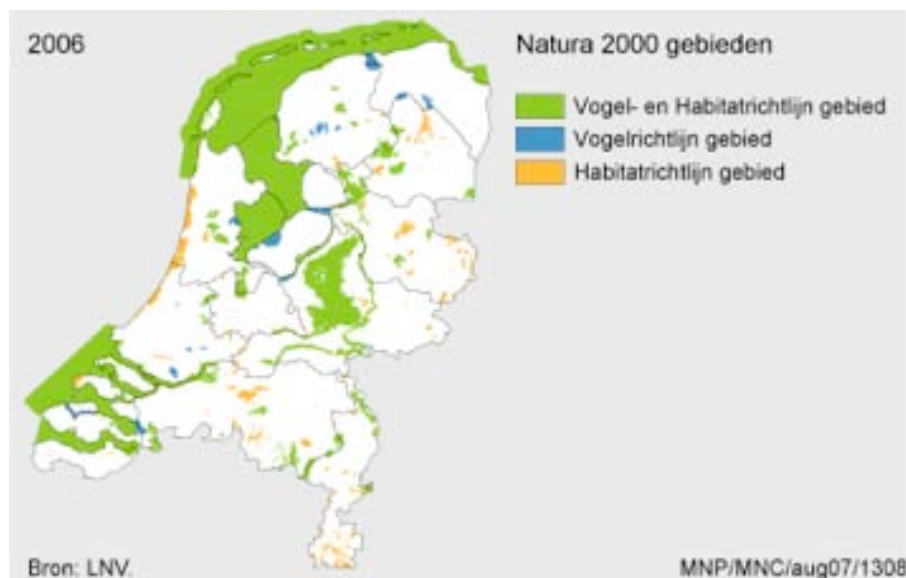 2006
Natura 2000 gebieden
Vogel- en Habitatrichtlijn gebied
Vogelrichtlijn gebied
Habitatrichtlijn gebied
Bron: LNV.
MNP/MNC/aug07/1308